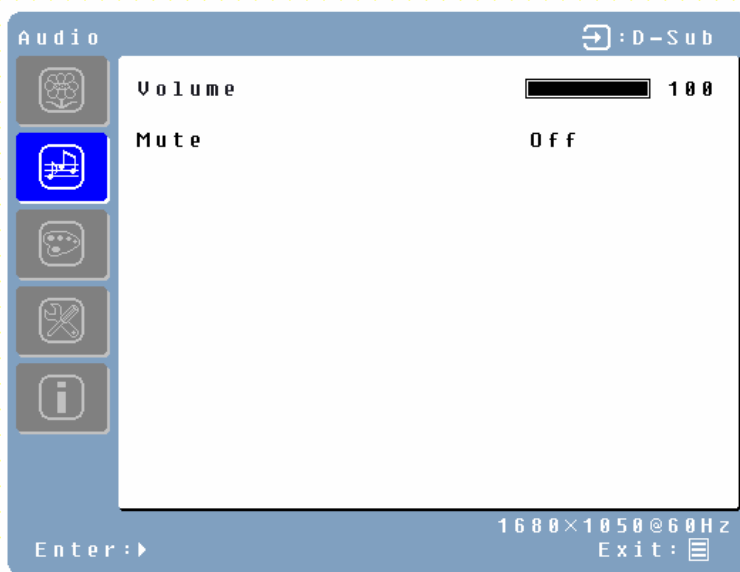 Audio
:D-Sub
Volume 100
Mute Off
1680×1050@60Hz
Enter: Exit: